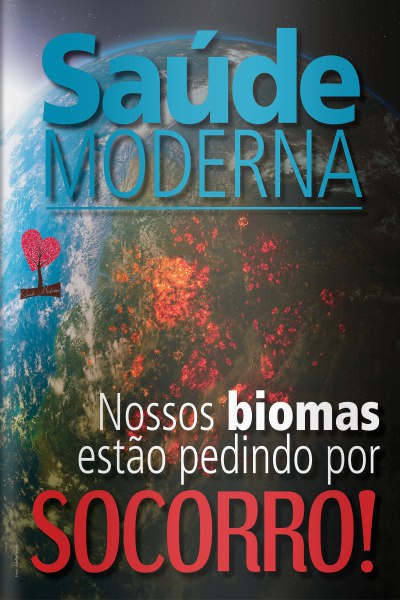 Saúde
MODERNA
Nossos biomas
estão pedindo por
SOCORRO!